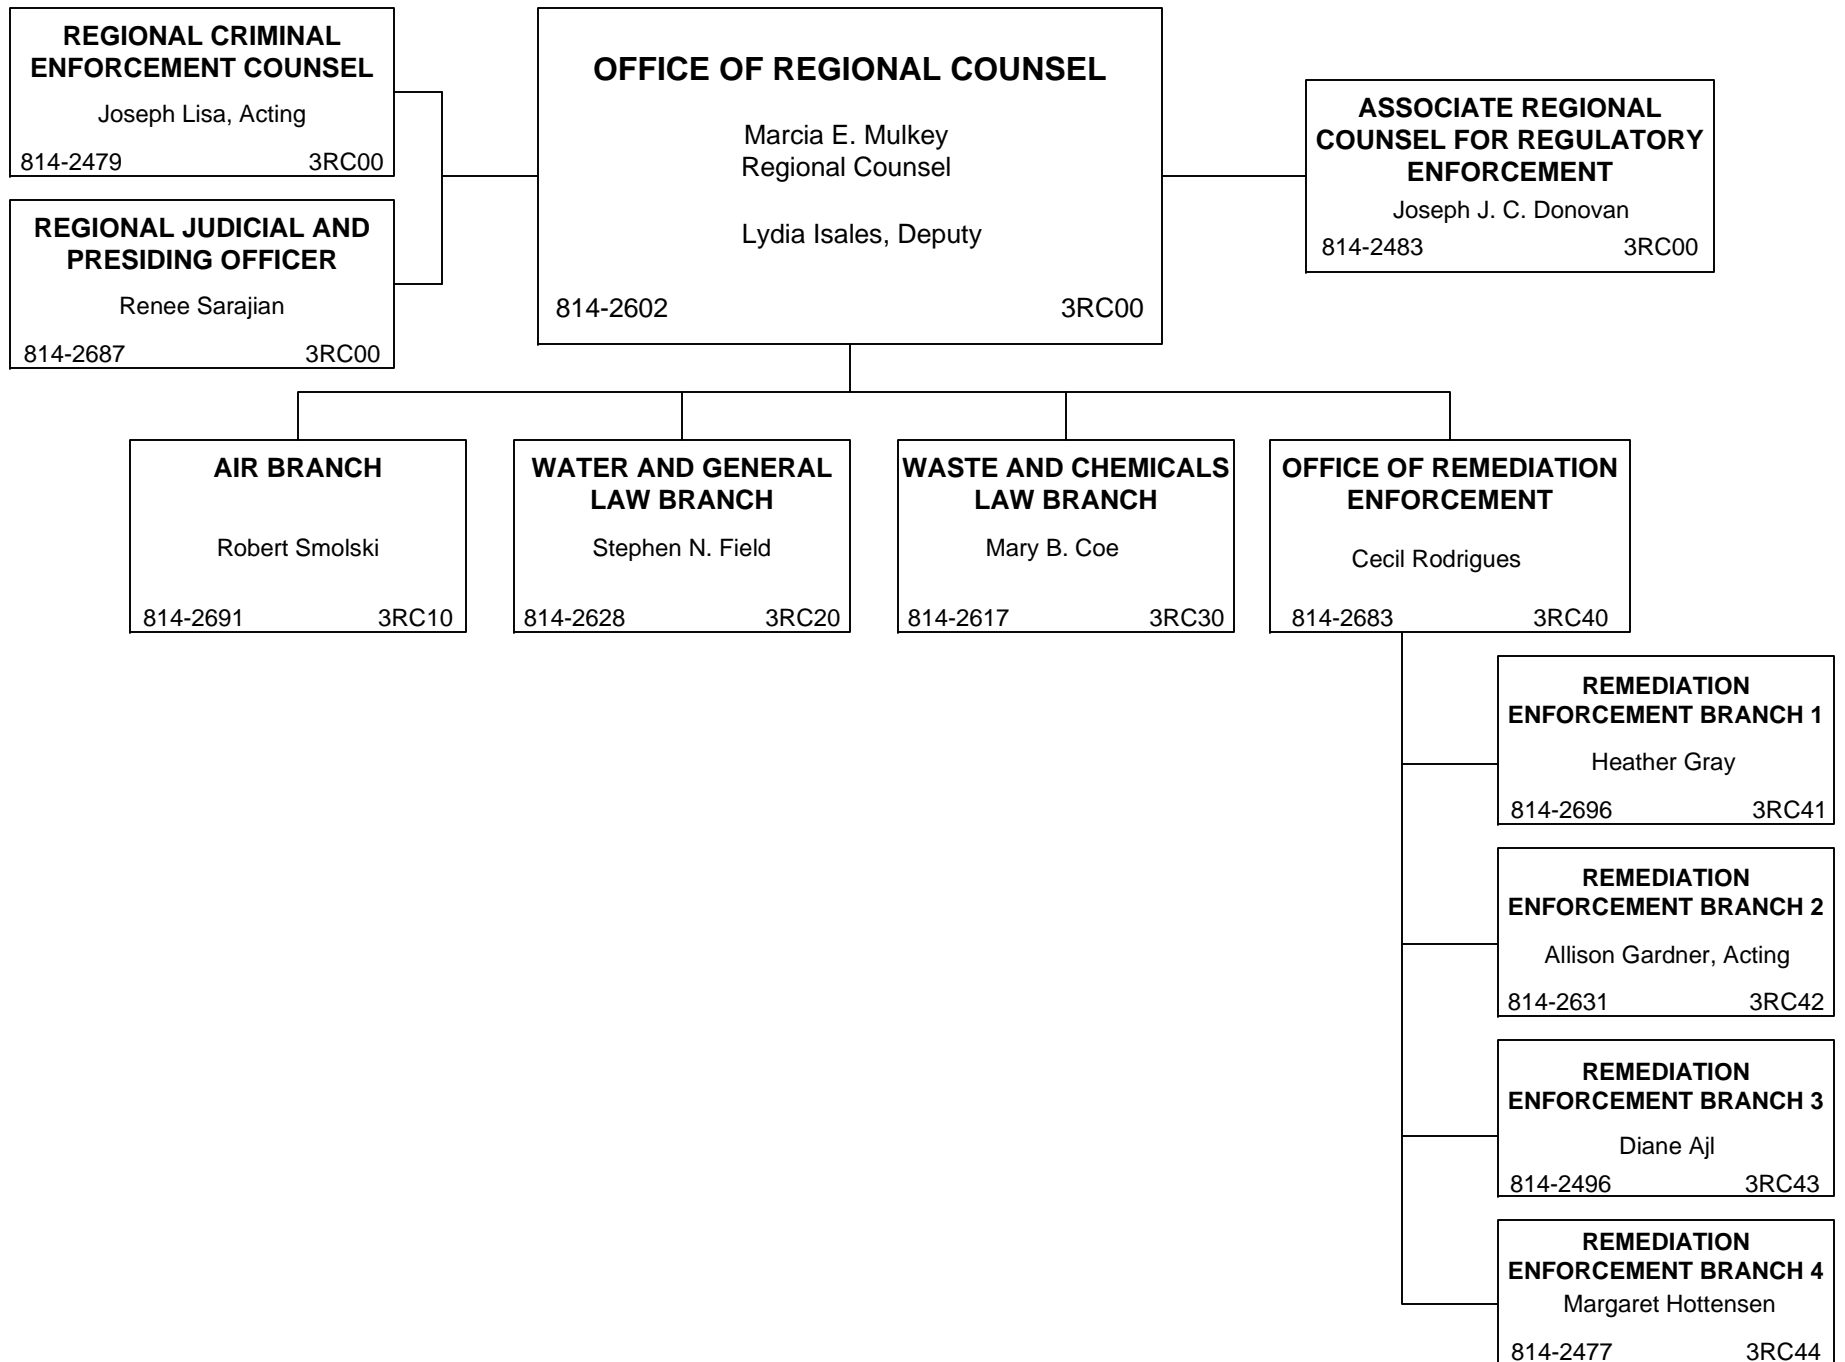 REGIONAL CRIMINAL
ENFORCEMENT COUNSEL
Joseph Lisa, Acting
814-2479 3RC00
REGIONAL JUDICIAL AND
PRESIDING OFFICER
Renee Sarajian
814-2687 3RC00
OFFICE OF REGIONAL COUNSEL
Marcia E. Mulkey
Regional Counsel
Lydia Isales, Deputy
814-2602 3RC00
ASSOCIATE REGIONAL
COUNSEL FOR REGULATORY
ENFORCEMENT
Joseph J. C. Donovan
814-2483 3RC00
AIR BRANCH
Robert Smolski
814-2691 3RC10
WATER AND GENERAL
LAW BRANCH
Stephen N. Field
814-2628 3RC20
WASTE AND CHEMICALS
LAW BRANCH
Mary B. Coe
814-2617 3RC30
OFFICE OF REMEDIATION
ENFORCEMENT
Cecil Rodrigues
814-2683 3RC40
REMEDIATION
ENFORCEMENT BRANCH 1
Heather Gray
814-2696 3RC41
REMEDIATION
ENFORCEMENT BRANCH 2
Allison Gardner, Acting
814-2631 3RC42
REMEDIATION
ENFORCEMENT BRANCH 3
Diane Ajl
814-2496 3RC43
REMEDIATION
ENFORCEMENT BRANCH 4
Margaret Hottensen
814-2477 3RC44